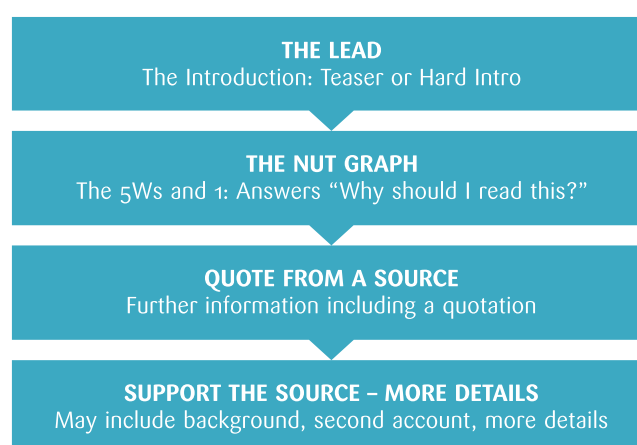 THE LEAD
The Introduction: Teaser or Hard Intro
THE NUT GRAPH
The 5Ws and 1: Answers “Why should I read this?”
QUOTE FROM A SOURCE
Further information including a quotation
SUPPORT THE SOURCE – MORE DETAILS
May include background, second account, more details